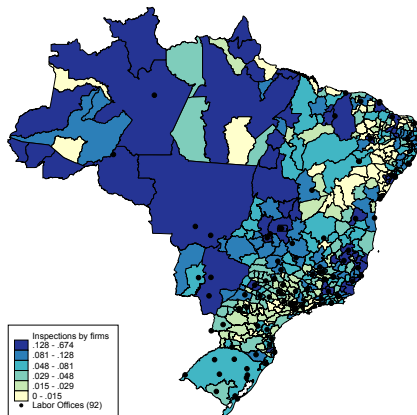 Inspections by firms
.128 - .674
.081 - .128
.048 - .081
.029 - .048
.015 - .029
0 - .015
Labor Offices (92)